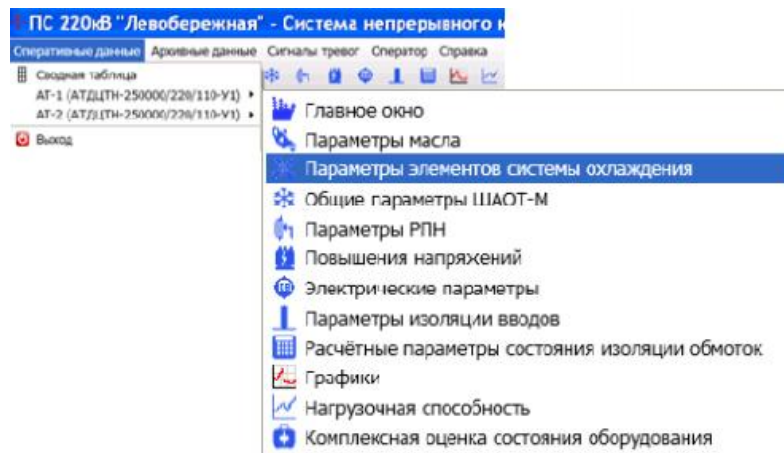 ПС 220кВ "Левобережная" - Система непрерывного к
Оперативные данные Архивные данные Сигналы тревог Оператор Справка
Сводная таблица
АТ-1 (АТДЦТН-250000/220/110-У1)
АТ-2 (АТДЦТН-250000/220/110-У1)
Выход
Главное окно
Параметры масла
Параметры элементов системы охлаждения
Общие параметры ШАОТ-М
Параметры РПН
Повышения напряжений
Электрические параметры
Параметры изоляции вводов
Расчётные параметры состояния изоляции обмоток
Графики
Нагрузочная способность
Комплексная оценка состояния оборудования